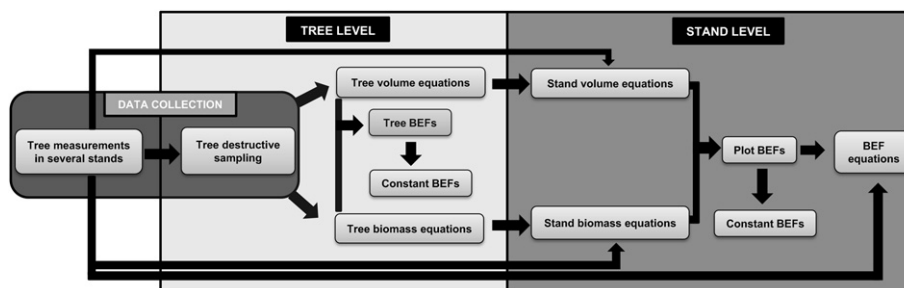 TREE LEVEL
STAND LEVEL
DATA COLLECTION
Tree measurements
in several stands
Tree destructive
sampling
Tree volume equations
Tree BEFs
Constant BEFs
Tree biomass equations
Stand volume equations
Stand biomass equations
Plot BEFs
Constant BEFs
BEF
equations